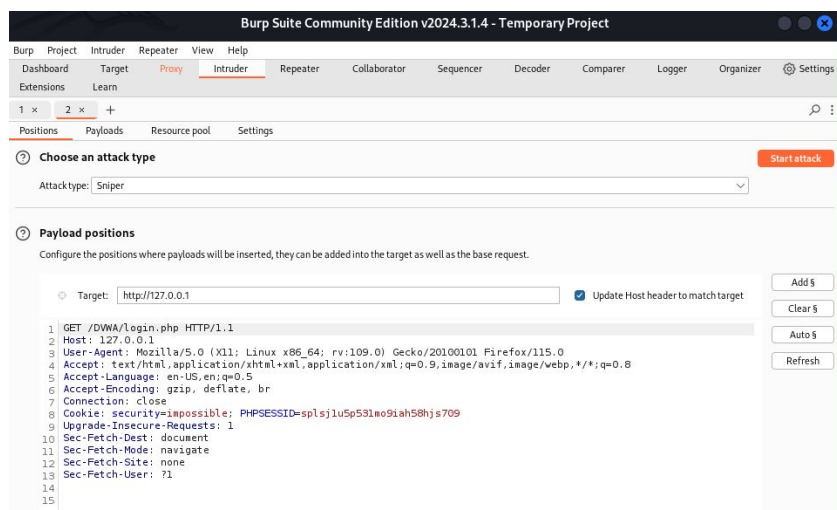 Burp Suite Community Edition v2024.3.1.4 - Temporary Project
Burp Project Intruder Repeater View Help
Dashboard Target Proxy Intruder Repeater Collaborator Sequencer Decoder Comparer Logger Organizer Settings
Extensions Learn
1 × 2 × +
Positions Payloads Resource pool Settings
? Choose an attack type
Start attack
Attack type: Sniper
? Payload positions
Configure the positions where payloads will be inserted, they can be added into the target as well as the base request.
Add §
Target: http://127.0.0.1 Update Host header to match target
Clear §
1 GET /DVWA/login.php HTTP/1.1
2 Host: 127.0.0.1
Auto §
3 User-Agent: Mozilla/5.0 (X11; Linux x86_64; rv:109.0) Gecko/20100101 Firefox/115.0
4 Accept: text/html,application/xhtml+xml,application/xml;q=0.9,image/avif,image/webp,*/*;q=0.8
Refresh
5 Accept-Language: en-US,en;q=0.5
6 Accept-Encoding: gzip, deflate, br
7 Connection: close
8 Cookie: security=impossible; PHPSESSID=splsj1u5p531mo9iah58hjs709
9 Upgrade-Insecure-Requests: 1
10 Sec-Fetch-Dest: document
11 Sec-Fetch-Mode: navigate
12 Sec-Fetch-Site: none
13 Sec-Fetch-User: ?1
14
15